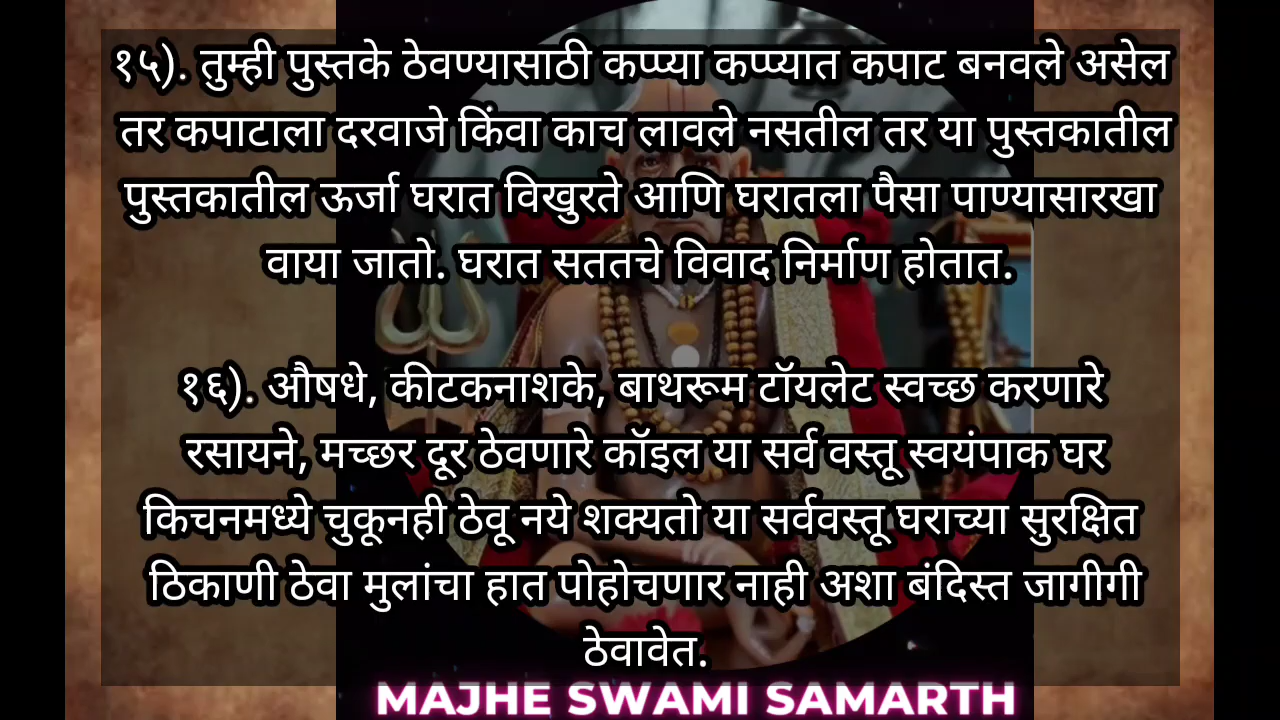 १५). तुम्ही पुस्तके ठेवण्यासाठी कप्प्या कप्प्यात कपाट बनवले असेल
तर कपाटाला दरवाजे किंवा काच लावले नसतील तर या पुस्तकातील
पुस्तकातील ऊर्जा घरात विखुरते आणि घरातला पैसा पाण्यासारखा
वाया जातो. घरात सततचे विवाद निर्माण होतात.
१६). औषधे, कीटकनाशके, बाथरूम टॉयलेट स्वच्छ करणारे
रसायने, मच्छर दूर ठेवणारे कॉइल या सर्व वस्तू स्वयंपाक घर
किचनमध्ये चुकूनही ठेवू नये शक्यतो या सर्ववस्तू घराच्या सुरक्षित
ठिकाणी ठेवा मुलांचा हात पोहोचणार नाही अशा बंदिस्त जागीगी
ठेवावेत.
MAJHE SWAMI SAMARTH